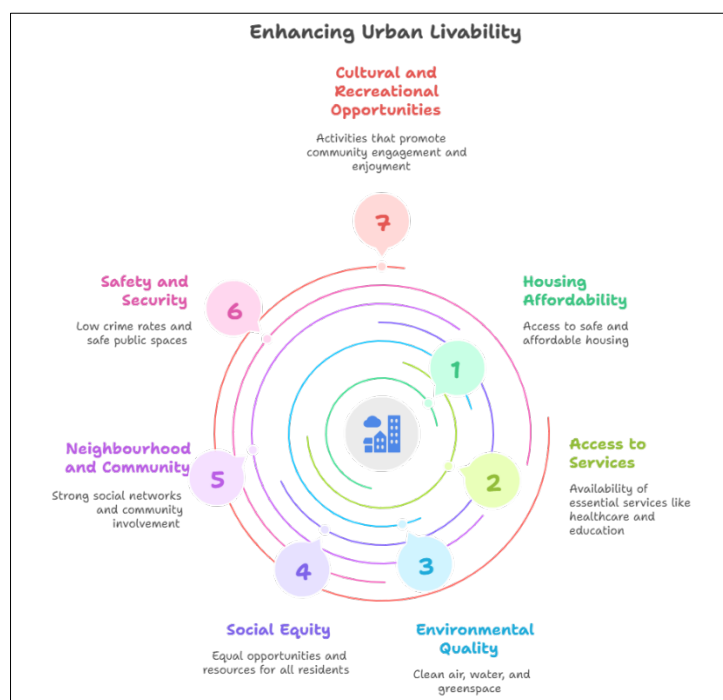 Enhancing Urban Livability
Cultural and
Recreational
Opportunities
Activities that promote
community engagement and
enjoyment
7
Safety and
Security
Low crime rates and
safe public spaces
6
Housing
Affordability
Access to safe and
affordable housing
1
Neighbourhood
and Community
Strong social networks
and community
involvement
5
Access to
Services
Availability of
essential services like
healthcare and
education
2
4
3
Social Equity
Equal opportunities and
resources for all residents
Environmental
Quality
Clean air, water, and
greenspace